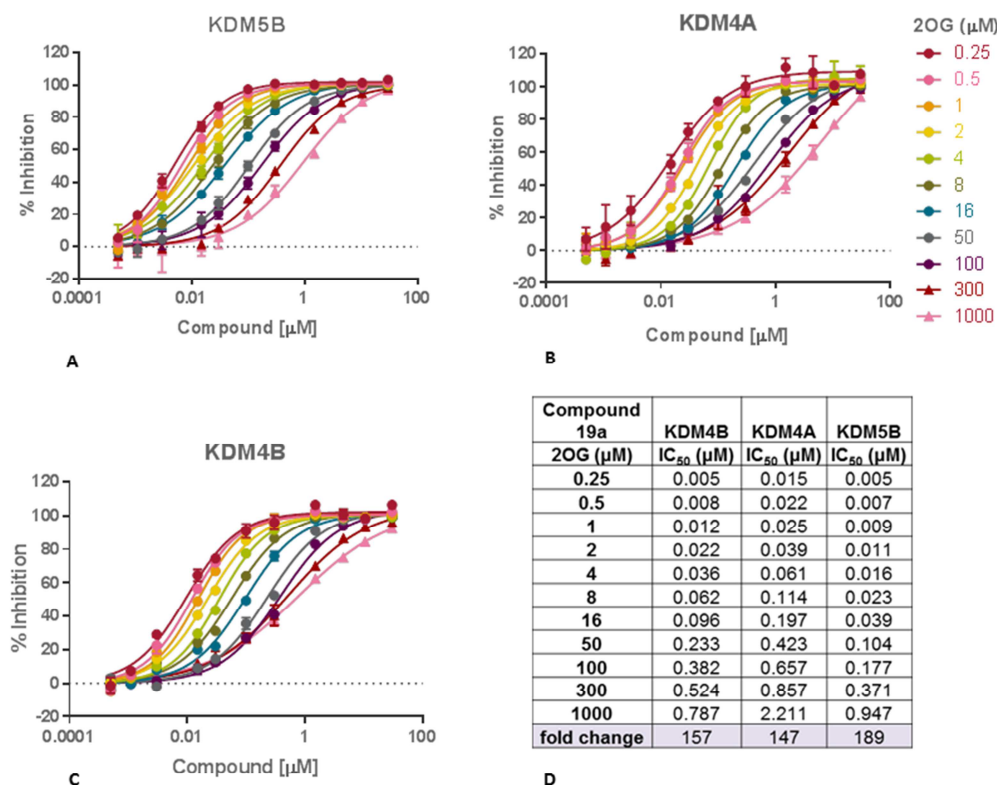 KDM5B
120
100
80
60
40
20
0
-20
% Inhibition
0.0001
0.01
1
100
Compound [μM]
A
KDM4A
120
100
80
60
40
20
0
-20
% Inhibition
0.0001
0.01
1
100
Compound [μM]
B
2OG (μM)
0.25
0.5
1
2
4
8
16
50
100
300
1000
KDM4B
120
100
80
60
40
20
0
-20
% Inhibition
0.0001
0.01
1
100
Compound [μM]
C
Compound
19a KDM4B KDM4A KDM5B
2OG (μM) IC50 (μM) IC50 (μM) IC50 (μM)
0.25 0.005 0.015 0.005
0.5 0.008 0.022 0.007
1 0.012 0.025 0.009
2 0.022 0.039 0.011
4 0.036 0.061 0.016
8 0.062 0.114 0.023
16 0.096 0.197 0.039
50 0.233 0.423 0.104
100 0.382 0.657 0.177
300 0.524 0.857 0.371
1000 0.787 2.211 0.947
fold change 157 147 189
D